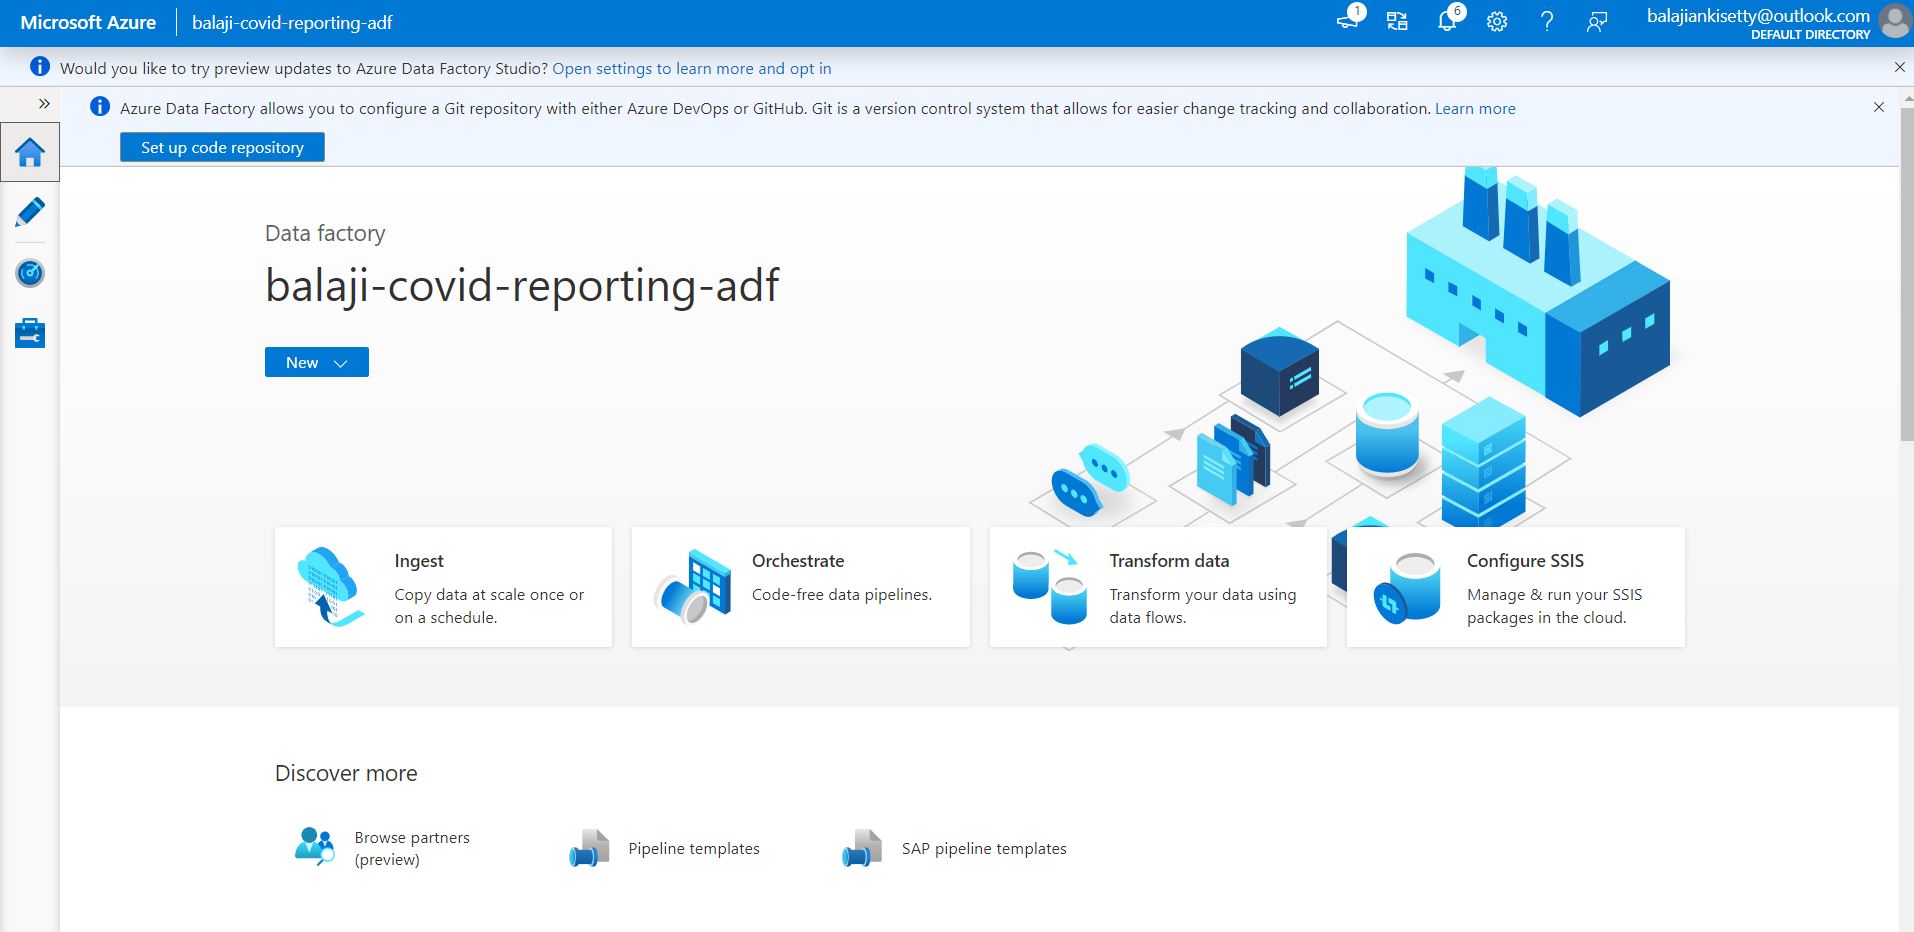 Microsoft Azure
balaji-covid-reporting-adf
1
6
balajiankisetty@outlook.com
DEFAULT DIRECTORY
Would you like to try preview updates to Azure Data Factory Studio? Open settings to learn more and opt in
Azure Data Factory allows you to configure a Git repository with either Azure DevOps or GitHub. Git is a version control system that allows for easier change tracking and collaboration. Learn more
Set up code repository
Data factory
balaji-covid-reporting-adf
New
Ingest
Copy data at scale once or
on a schedule.
Orchestrate
Code-free data pipelines.
Transform data
Transform your data using
data flows.
Configure SSIS
Manage & run your SSIS
packages in the cloud.
Discover more
Browse partners
(preview)
Pipeline templates
SAP pipeline templates